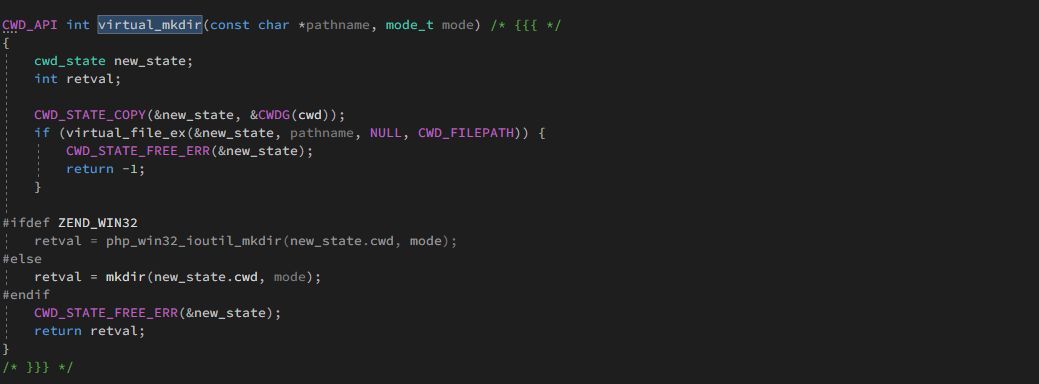 CWD_API int virtual_mkdir(const char *pathname, mode_t mode) /* {{{ */
{
    cwd_state new_state;
    int retval;

    CWD_STATE_COPY(&new_state, &CWDG(cwd));
    if (virtual_file_ex(&new_state, pathname, NULL, CWD_FILEPATH)) {
        CWD_STATE_FREE_ERR(&new_state);
        return -1;
    }

#ifdef ZEND_WIN32
    retval = php_win32_ioutil_mkdir(new_state.cwd, mode);
#else
    retval = mkdir(new_state.cwd, mode);
#endif
    CWD_STATE_FREE_ERR(&new_state);
    return retval;
}
/* }}} */